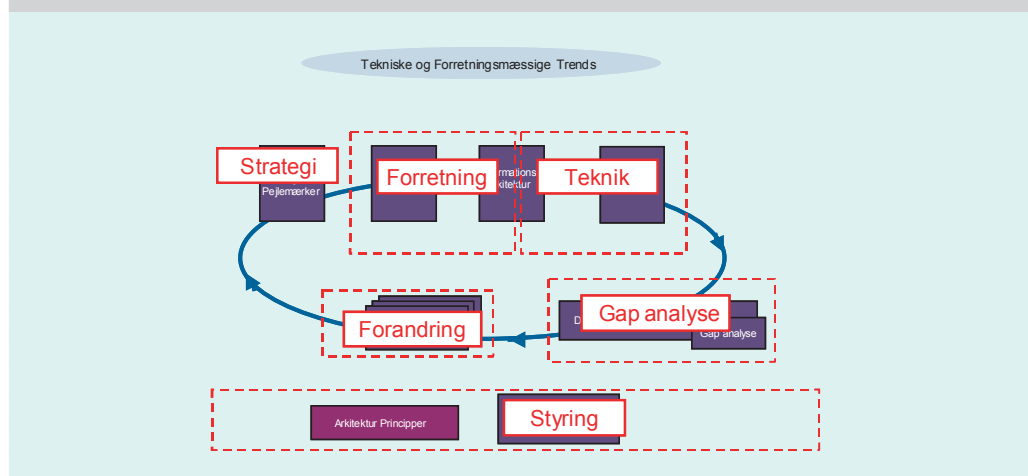 Tekniske og Forretningsmæssige Trends
Strategi
Pejlemærker
Forretning
Teknik
Forandring
Gap analyse
Gap analyse
Arkitektur Principper
Styring